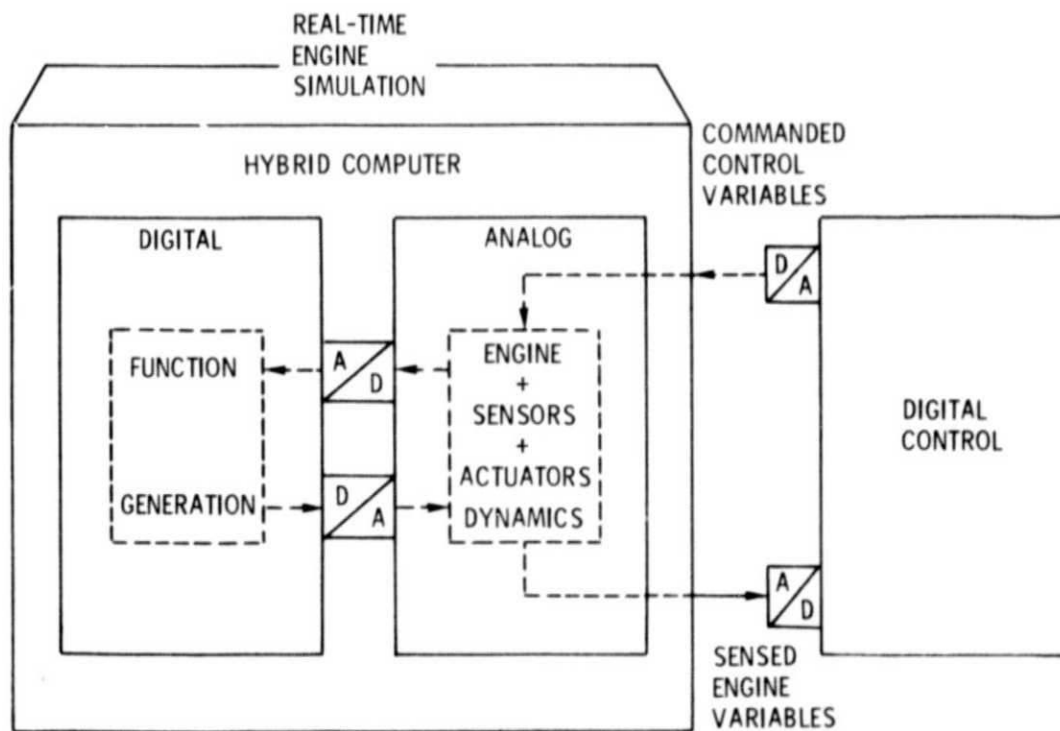 REAL-TIME
ENGINE
SIMULATION
HYBRID COMPUTER
COMMANDED
CONTROL
VARIABLES
DIGITAL
ANALOG
D
A
FUNCTION
A
D
ENGINE
+
SENSORS
+
ACTUATORS
DYNAMICS
GENERATION
D
A
DIGITAL
CONTROL
A
D
SENSED
ENGINE
VARIABLES